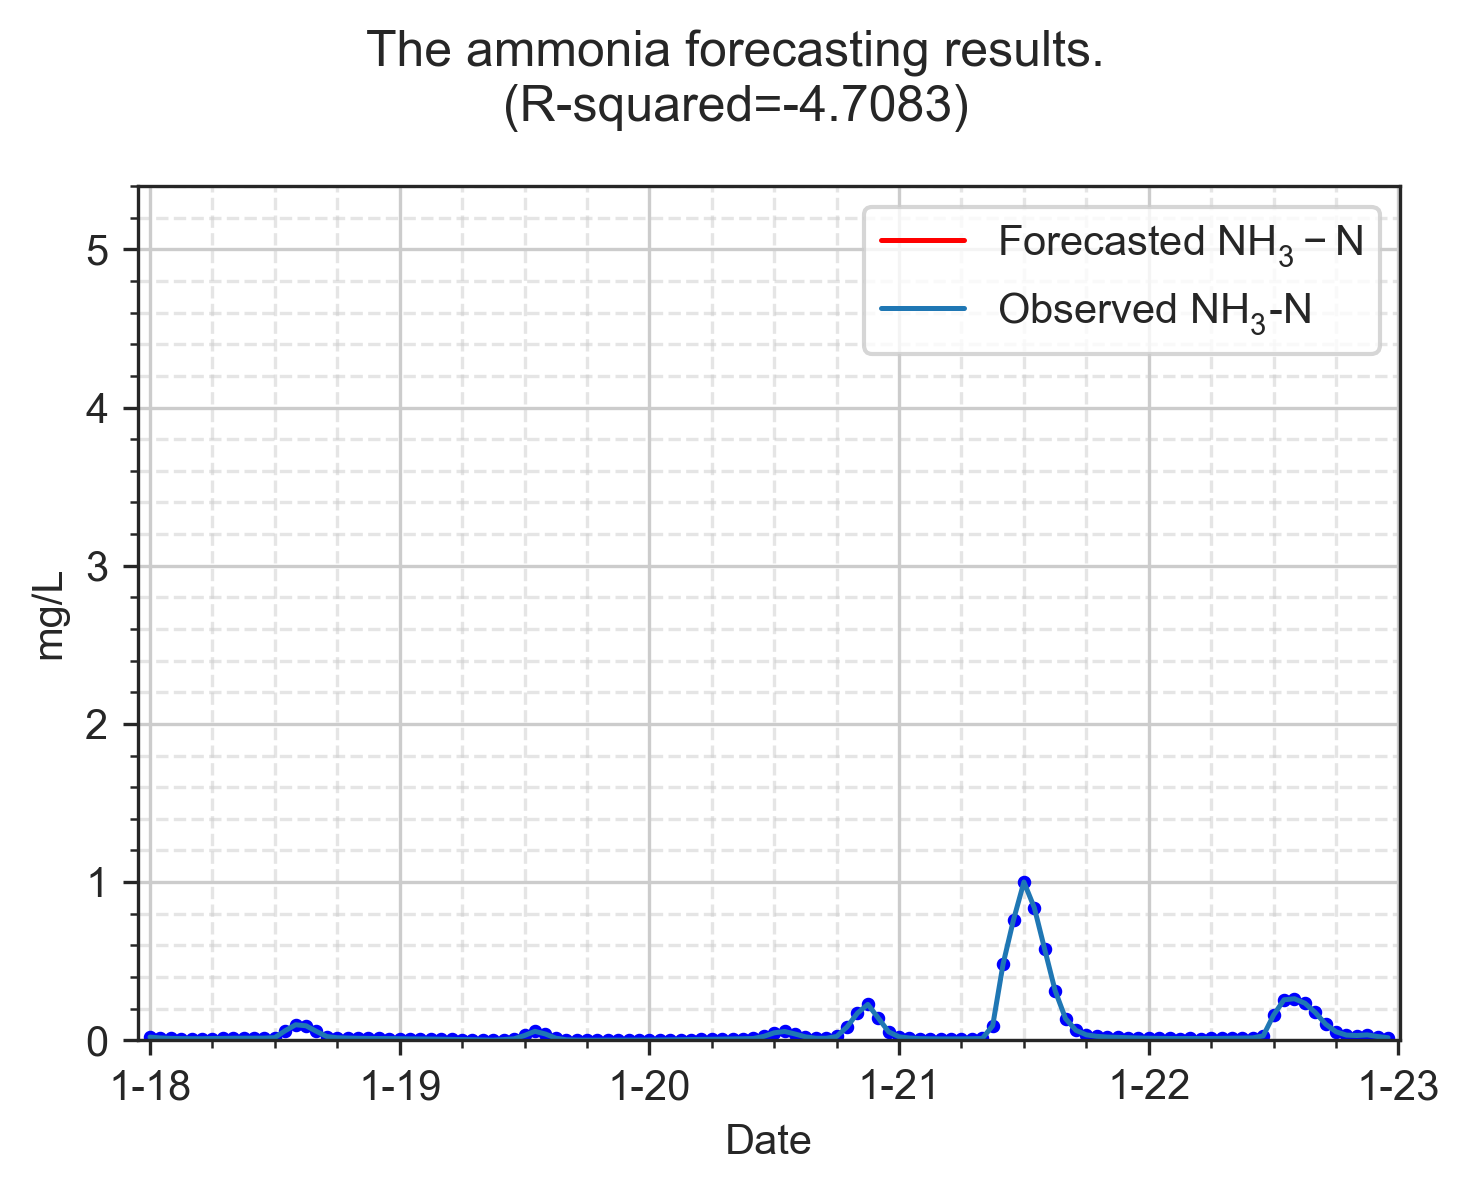 The ammonia forecasting results.
(R-squared=-4.7083)
Forecasted NH₃ − N
Observed NH₃-N
5
4
3
2
1
0
mg/L
1-18 1-19 1-20 1-21 1-22 1-23
Date